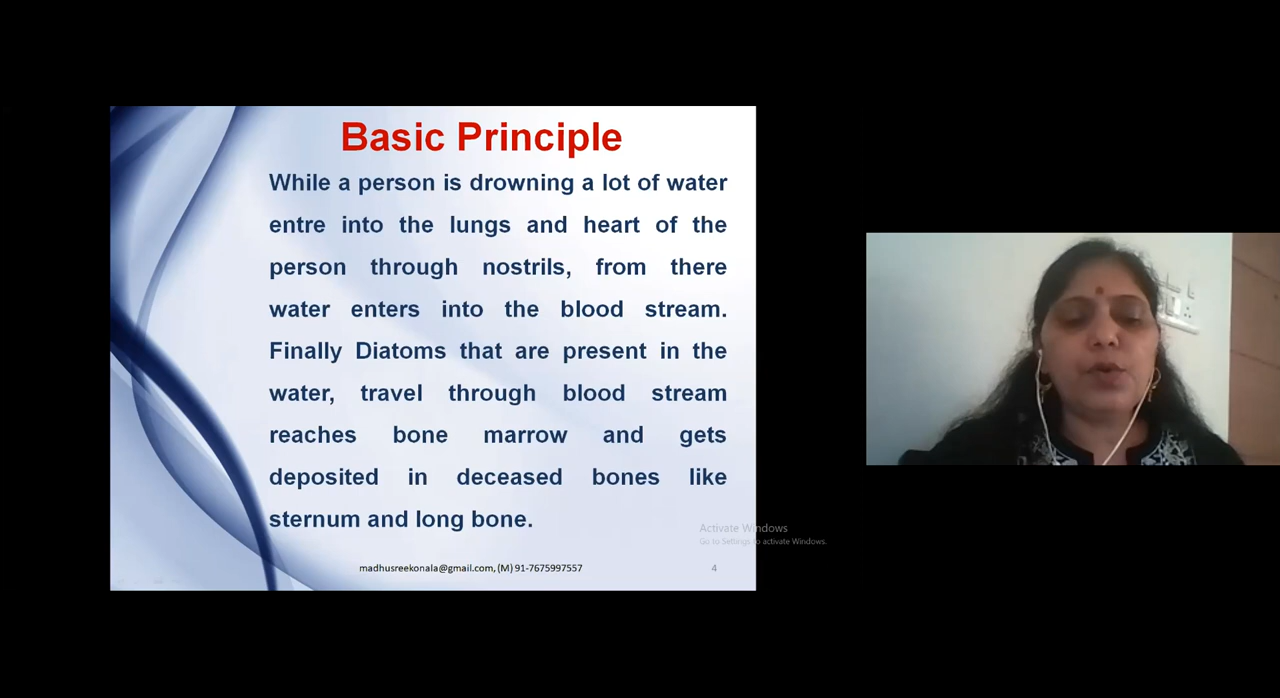 Basic Principle
While a person is drowning a lot of water
entre into the lungs and heart of the
person through nostrils, from there
water enters into the blood stream.
Finally Diatoms that are present in the
water, travel through blood stream
reaches bone marrow and gets
deposited in deceased bones like
sternum and long bone.
Activate Windows
Go to Settings to activate Windows.
madhusreekonala@gmail.com, (M) 91-7675997557
4